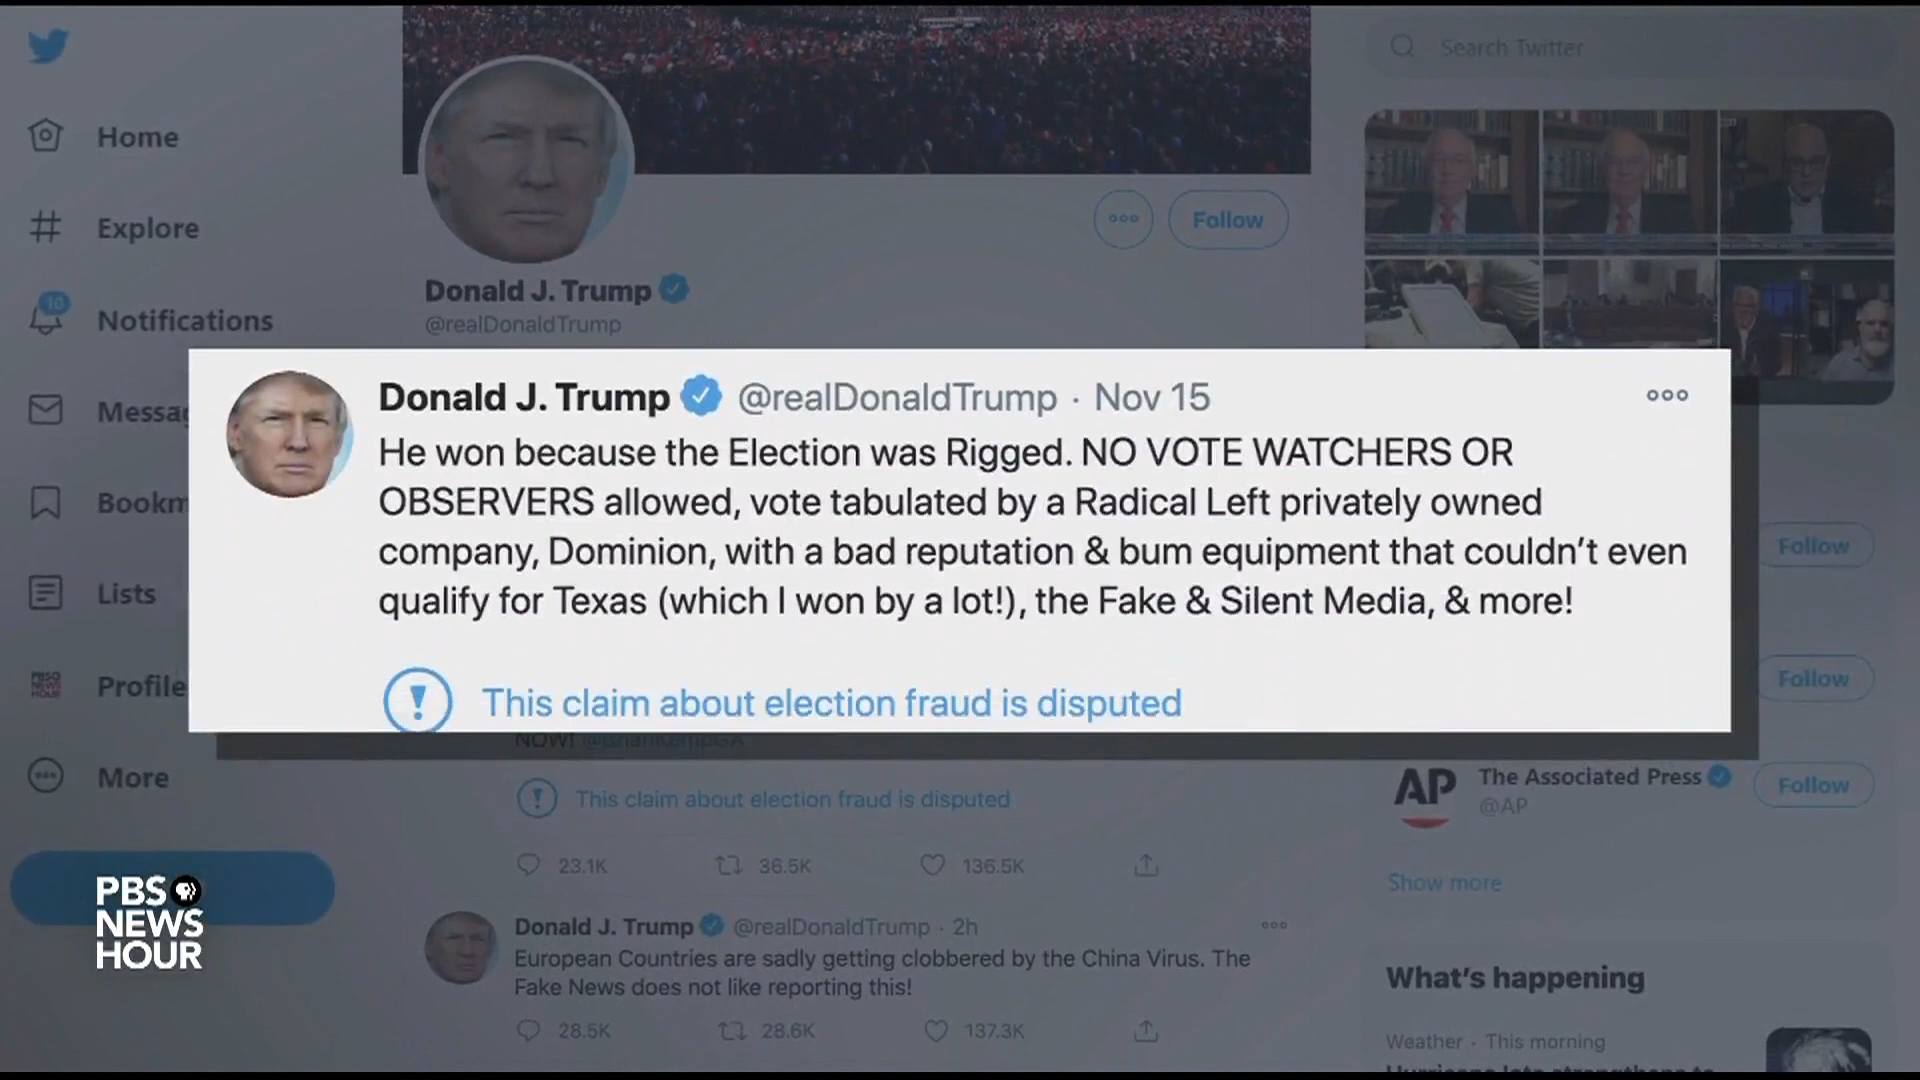 Search Twitter
Home
Explore
10
Notifications
Bookm
Lists
Profile
More
Follow
Donald J. Trump
@realDonaldTrump
Donald J. Trump @realDonaldTrump · Nov 15
He won because the Election was Rigged. NO VOTE WATCHERS OR
OBSERVERS allowed, vote tabulated by a Radical Left privately owned
company, Dominion, with a bad reputation & bum equipment that couldn't even
qualify for Texas (which I won by a lot!), the Fake & Silent Media, & more!
This claim about election fraud is disputed
NOW! @BrianKempGA
This claim about election fraud is disputed
23.1K 36.5K 136.5K
Donald J. Trump @realDonaldTrump · 2h
European Countries are sadly getting clobbered by the China Virus. The
Fake News does not like reporting this!
28.5K 28.6K 137.3K
Follow
Follow
AP The Associated Press
@AP
Follow
Show more
What's happening
Weather · This morning
PBS
NEWS
HOUR